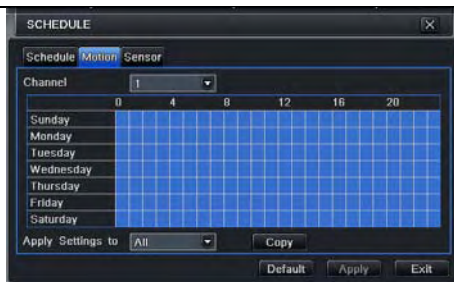 SCHEDULE
Schedule Motion Sensor
Channel 1
0 4 8 12 16 20
Sunday
Monday
Tuesday
Wednesday
Thursday
Friday
Saturday
Apply Settings to All Copy
Default Apply Exit